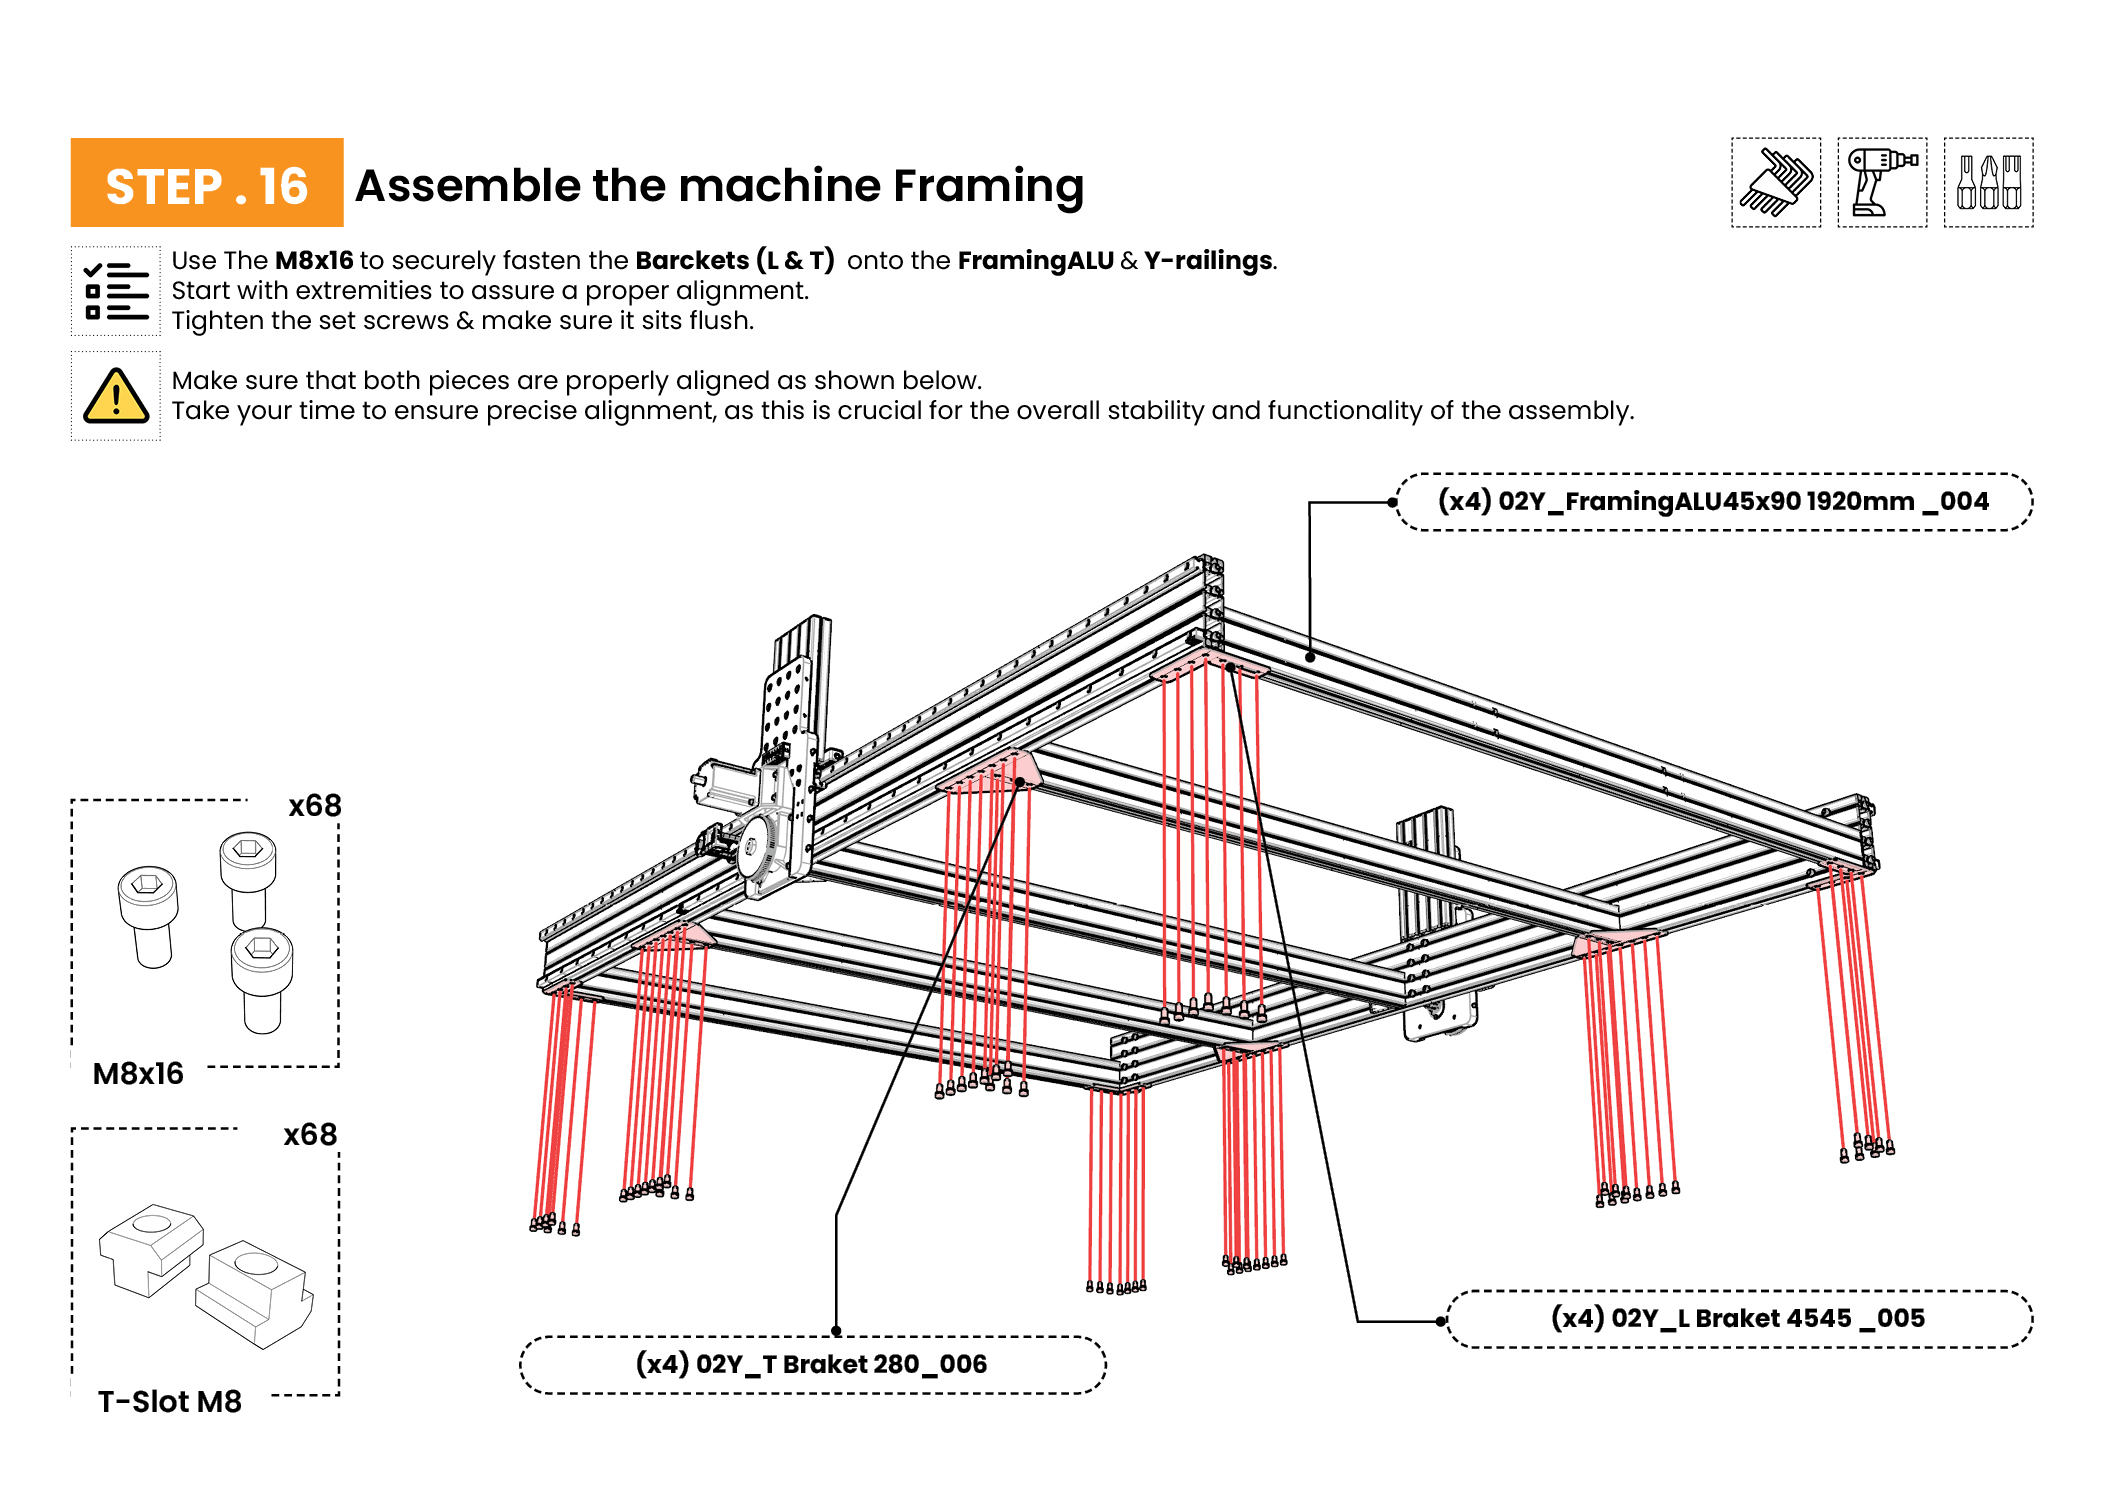 STEP . 16 Assemble the machine Framing
Use The M8x16 to securely fasten the Barckets (L & T) onto the FramingALU & Y-railings.
Start with extremities to assure a proper alignment.
Tighten the set screws & make sure it sits flush.
Make sure that both pieces are properly aligned as shown below.
Take your time to ensure precise alignment, as this is crucial for the overall stability and functionality of the assembly.
(x4) 02Y_FramingALU45x90 1920mm _004
x68
M8x16
x68
T-Slot M8
(x4) 02Y_L Braket 4545 _005
(x4) 02Y_T Braket 280_006